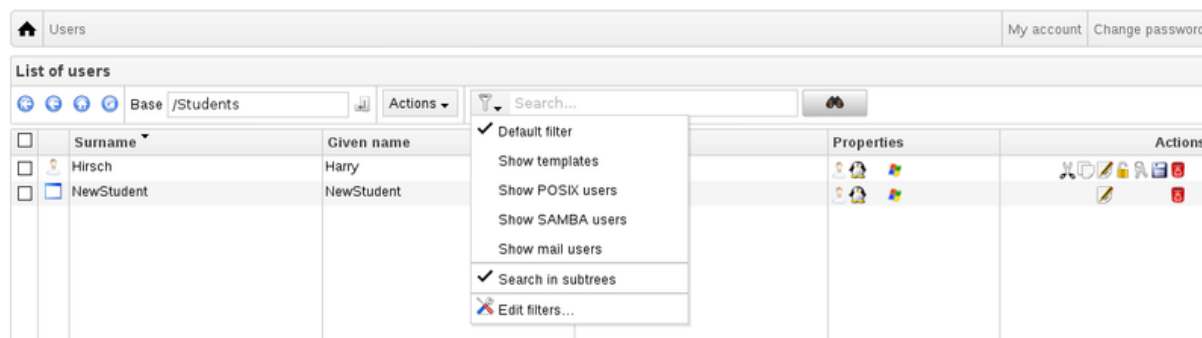 Users
My account
Change password
List of users
Base /Students
Actions
Search...
Surname
Given name
Properties
Actions
Hirsch
Harry
NewStudent
NewStudent
Default filter
Show templates
Show POSIX users
Show SAMBA users
Show mail users
Search in subtrees
Edit filters...